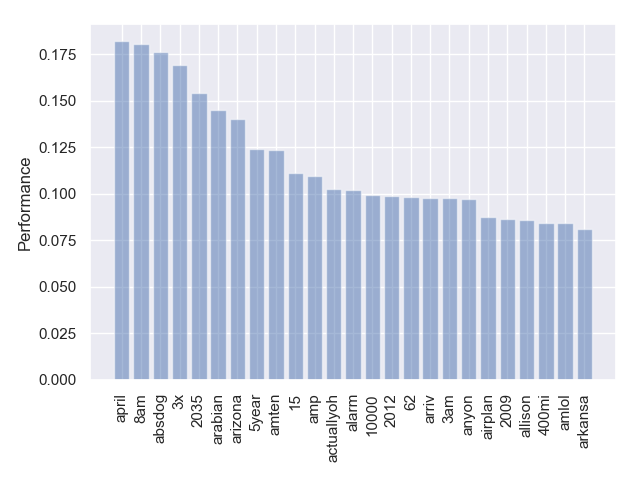 0.175
0.150
0.125
0.100
0.075
0.050
0.025
0.000
Performance
april
8am
absdog
3x
2035
arabian
arizona
5year
amten
15
amp
actuallyoh
alarm
10000
2012
62
arriv
3am
anyon
airplan
2009
allison
400mi
amlol
arkansa